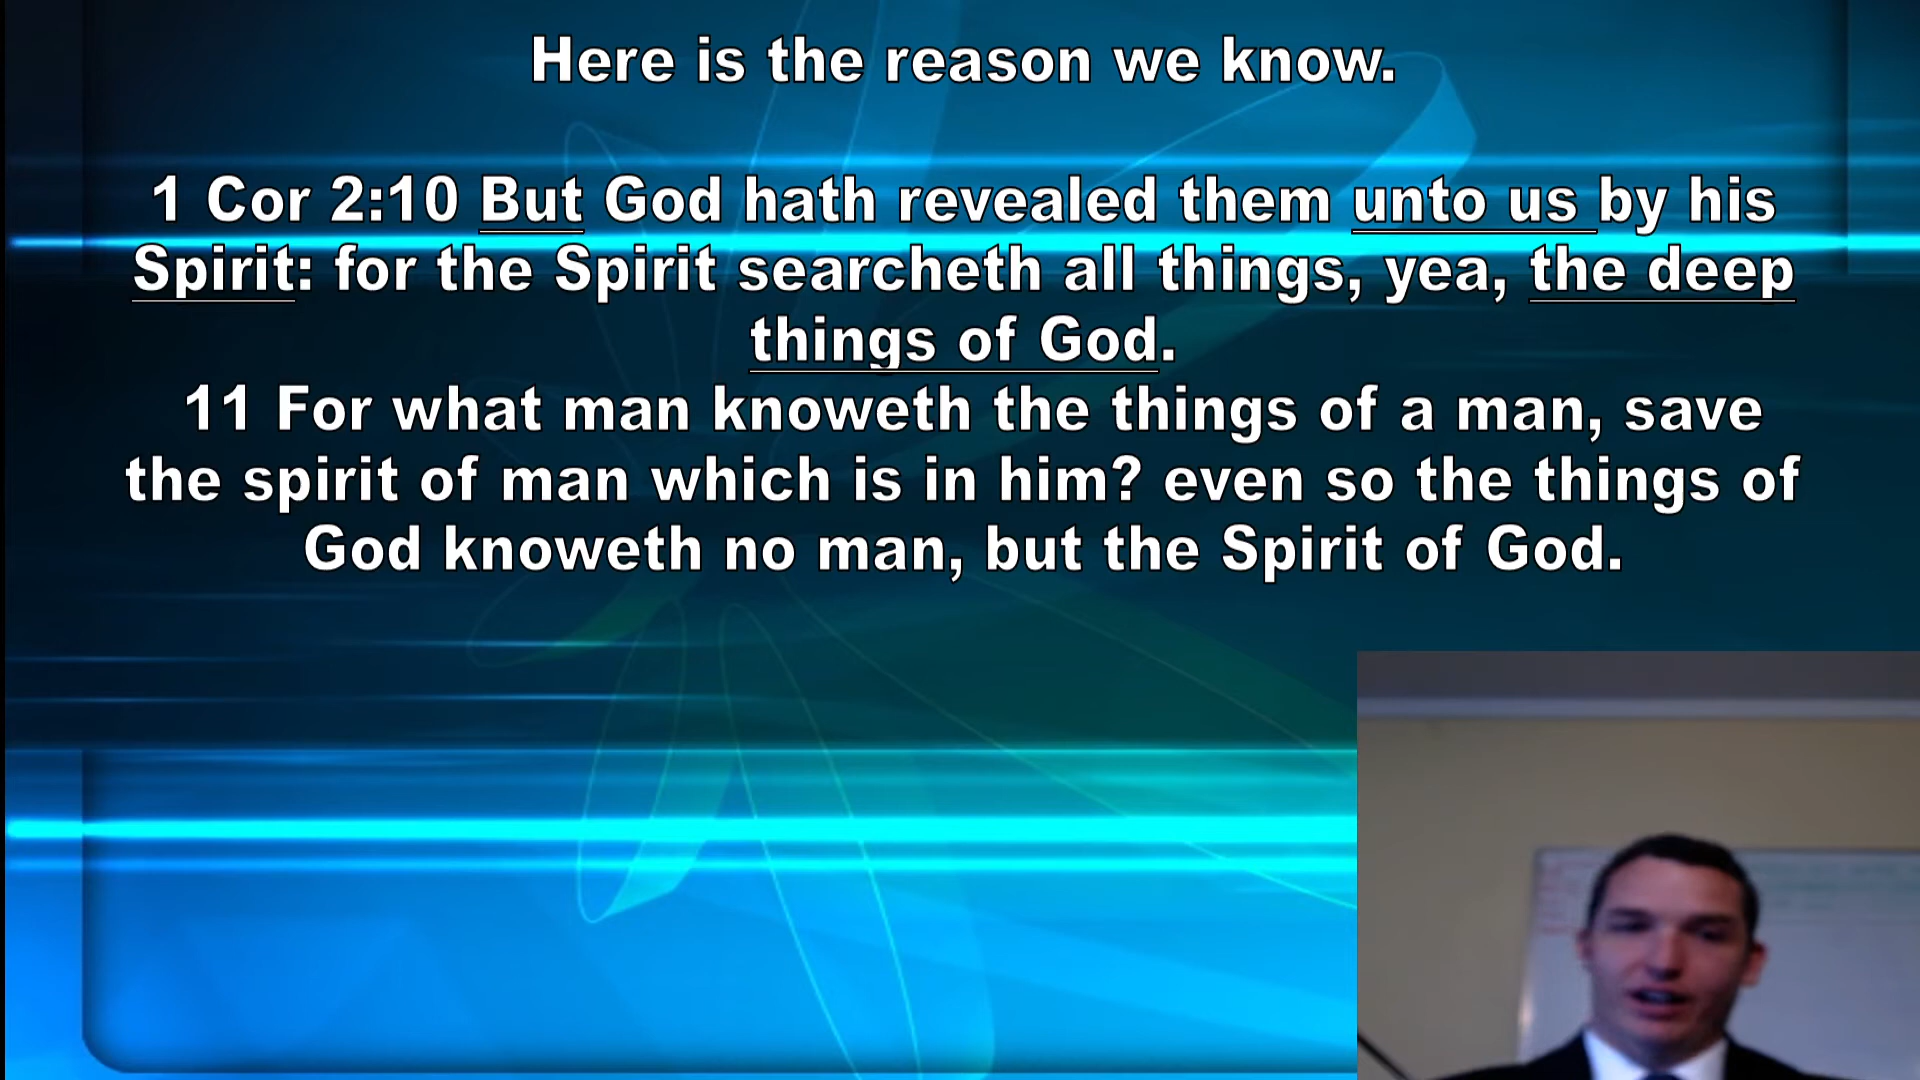 Here is the reason we know.
1 Cor 2:10 But God hath revealed them unto us by his
Spirit: for the Spirit searcheth all things, yea, the deep
things of God.
11 For what man knoweth the things of a man, save
the spirit of man which is in him? even so the things of
God knoweth no man, but the Spirit of God.